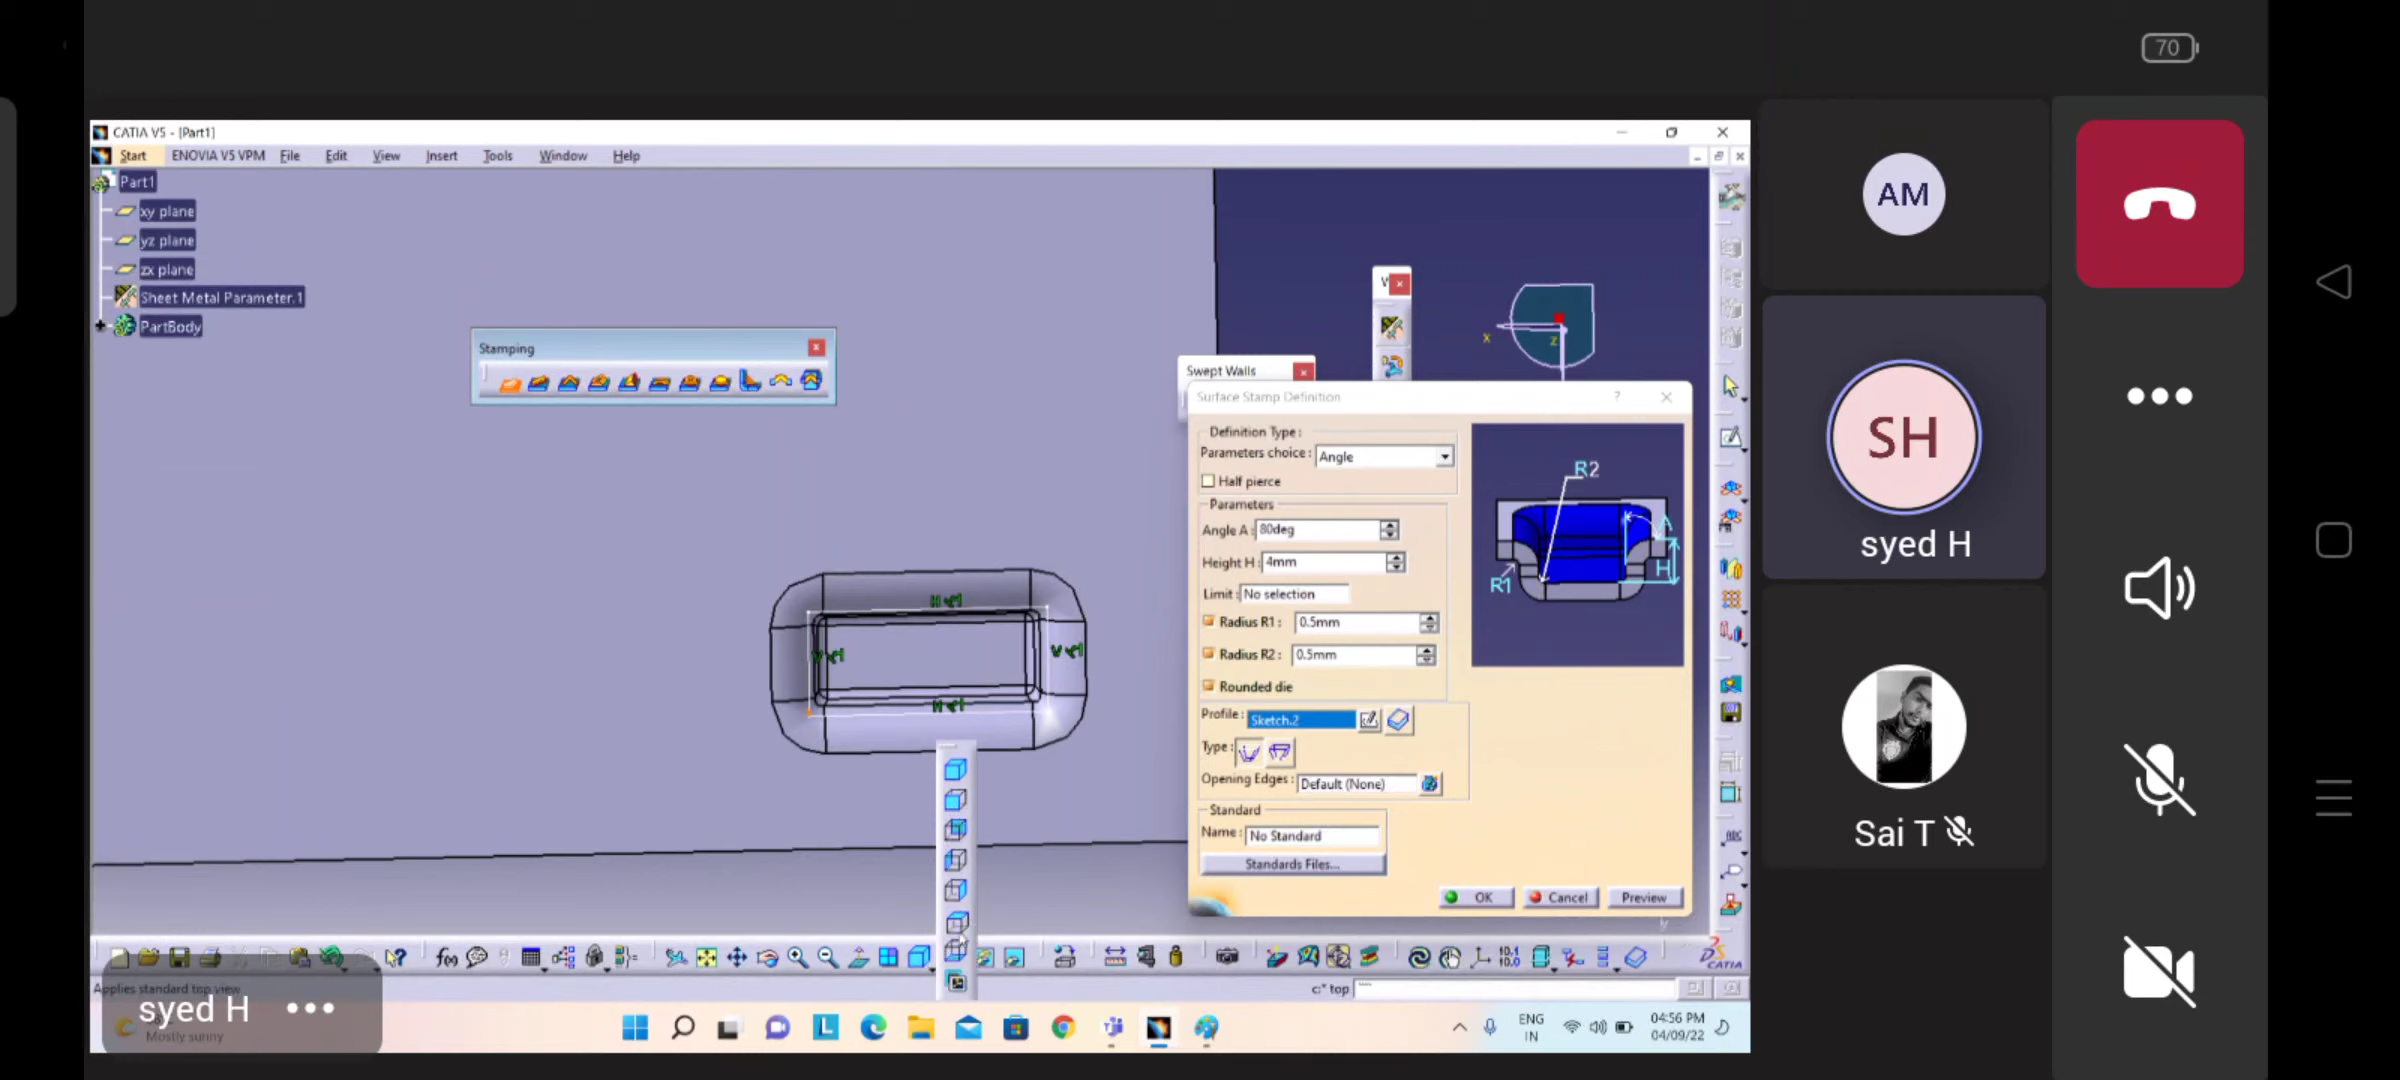 70
CATIA V5 - [Part1]
Start ENOVIA V5 VPM File Edit View Insert Tools Window Help
Part1
xy plane
yz plane
zx plane
Sheet Metal Parameter.1
PartBody
Stamping
Swept Walls
x
z
Surface Stamp Definition ?
Definition Type :
Parameters choice : Angle
Half pierce
Parameters
Angle A : 80deg
Height H : 4mm
Limit : No selection
Radius R1 : 0.5mm
Radius R2 : 0.5mm
Rounded die
Profile : Sketch.2
Type :
Opening Edges : Default (None)
Standard
Name : No Standard
Standards Files...
OK Cancel Preview
R2
A
H
R1
H
V
V
H
CATIA
Applies standard top view
c:* top
Mostly sunny
syed H
ENG
IN
04:56 PM
04/09/22
AM
SH
syed H
Sai T